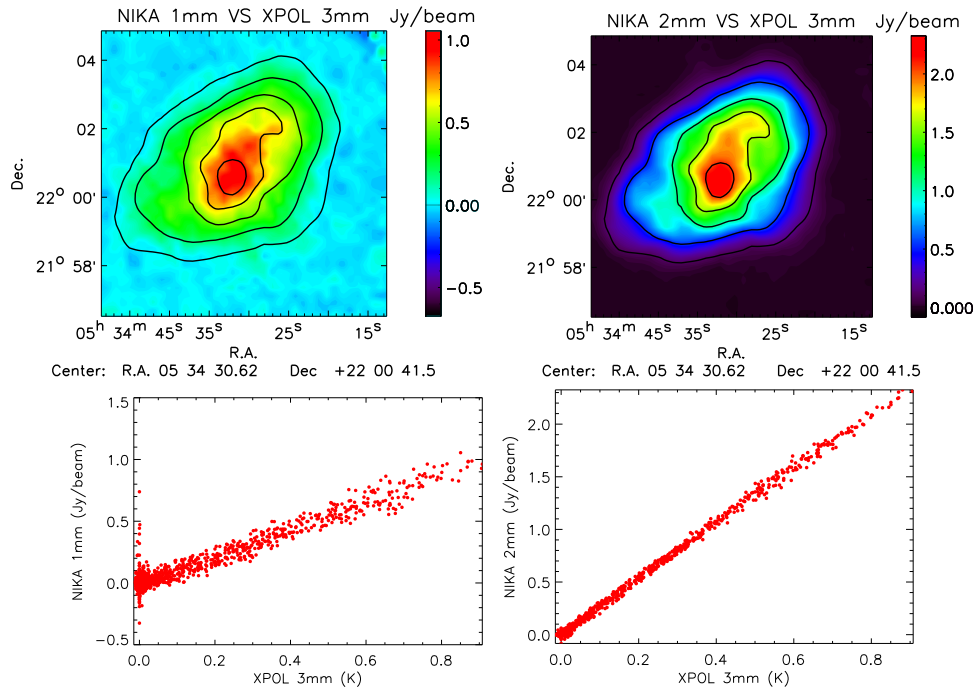 NIKA 1mm VS XPOL 3mm Jy/beam
1.0
0.5
0.00
−0.5
04
02
22° 00'
21° 58'
Dec.
05ʰ 34ᵐ 45ˢ 35ˢ 25ˢ
R.A.
Center: R.A. 05 34 30.62 Dec +22 00 41.5
NIKA 2mm VS XPOL 3mm Jy/beam
2.0
1.5
1.0
0.5
0.000
04
02
22° 00'
21° 58'
Dec.
05ʰ 34ᵐ 45ˢ 35ˢ 25ˢ
R.A.
Center: R.A. 05 34 30.62 Dec +22 00 41.5
1.5
1.0
0.5
0.0
−0.5
NIKA 1mm (Jy/beam)
0.0 0.2 0.4 0.6 0.8
XPOL 3mm (K)
2.0
1.5
1.0
0.5
0.0
NIKA 2mm (Jy/beam)
0.0 0.2 0.4 0.6 0.8
XPOL 3mm (K)